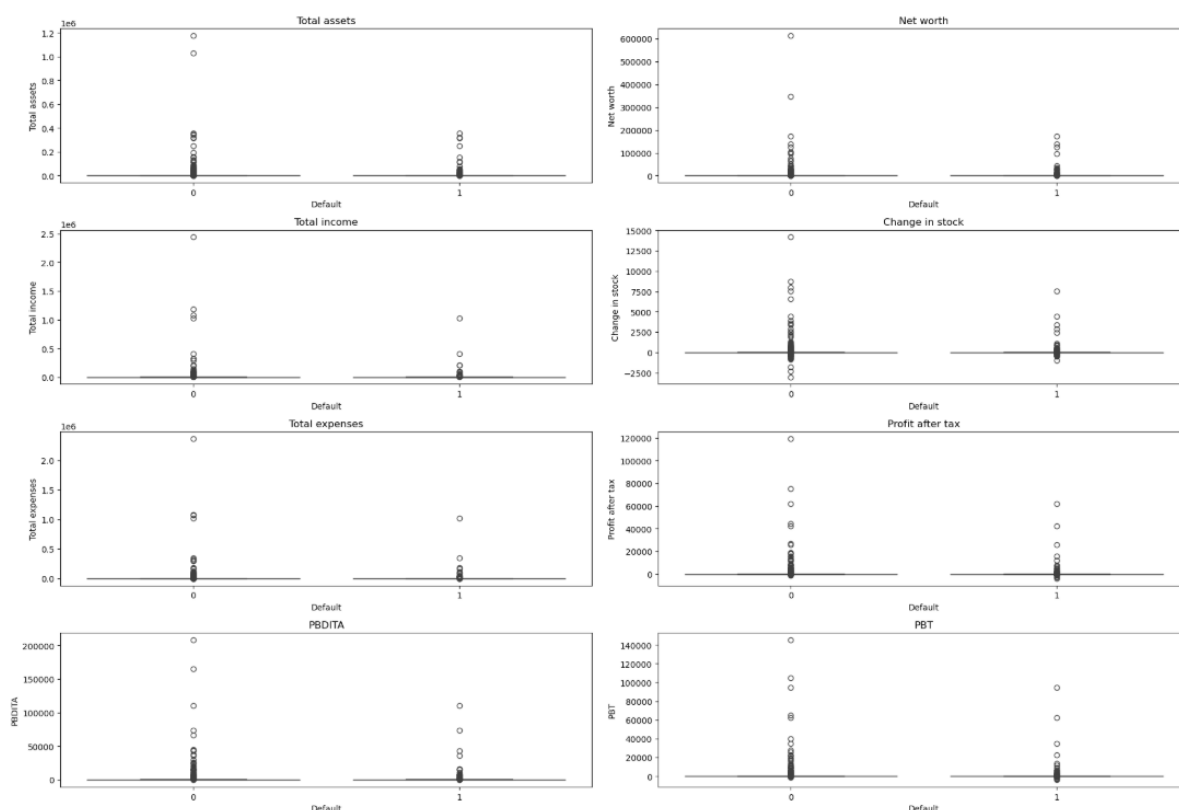 Total assets
1e6
1.2
1.0
0.8
0.6
0.4
0.2
0.0
Total assets
0
1
Default
Net worth
600000
500000
400000
300000
200000
100000
0
Net worth
0
1
Default
Total income
1e6
2.5
2.0
1.5
1.0
0.5
0.0
Total income
0
1
Default
Change in stock
15000
12500
10000
7500
5000
2500
0
−2500
Change in stock
0
1
Default
Total expenses
1e6
2.0
1.5
1.0
0.5
0.0
Total expenses
0
1
Default
Profit after tax
120000
100000
80000
60000
40000
20000
0
Profit after tax
0
1
Default
PBDITA
200000
150000
100000
50000
0
PBDITA
0
1
Default
PBT
140000
120000
100000
80000
60000
40000
20000
0
PBT
0
1
Default